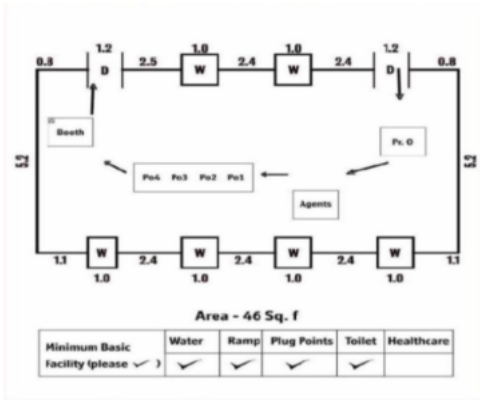 1.2 1.0 1.0 1.2
0.8 D 2.5 W 2.4 W 2.4 D 0.8
Booth
Pr. O
5.2 5.2
Po4 Po3 Po2 Po1
Agents
W W W W
1.1 2.4 2.4 2.4 1.1
1.0 1.0 1.0 1.0
Area - 46 Sq. f
Minimum Basic Facility (please ✓ ) Water Ramp Plug Points Toilet Healthcare
✓ ✓ ✓ ✓